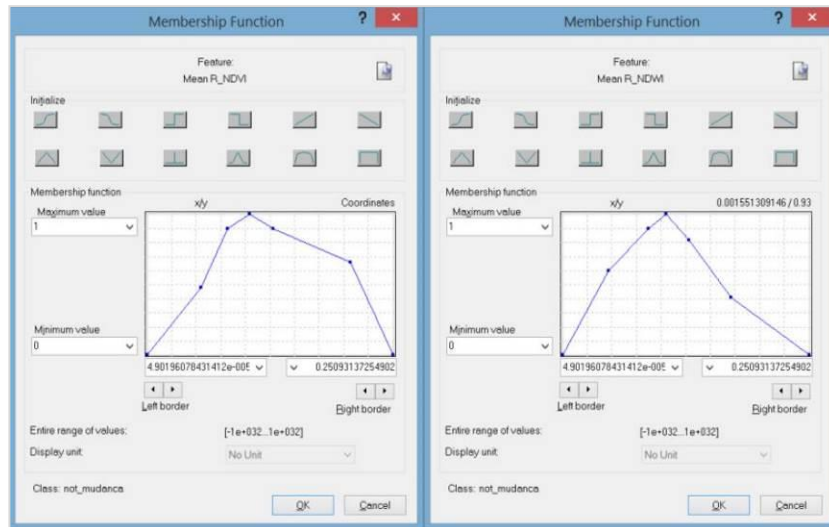 Membership Function ? ×
Feature:
Mean R_NDVI
Initialize
Membership function
Maximum value
x/y
Coordinates
1
Minimum value
0
4.90196078431412e-005
0.25093137254902
Left border
Right border
Entire range of values:
[-1e+032...1e+032]
Display unit
No Unit
Class: not_mudanca
OK
Cancel
Membership Function ? ×
Feature:
Mean R_NDWI
Initialize
Membership function
Maximum value
x/y
0.001551309146 / 0.93
1
Minimum value
0
4.90196078431412e-005
0.25093137254902
Left border
Right border
Entire range of values:
[-1e+032...1e+032]
Display unit
No Unit
Class: not_mudanca
OK
Cancel